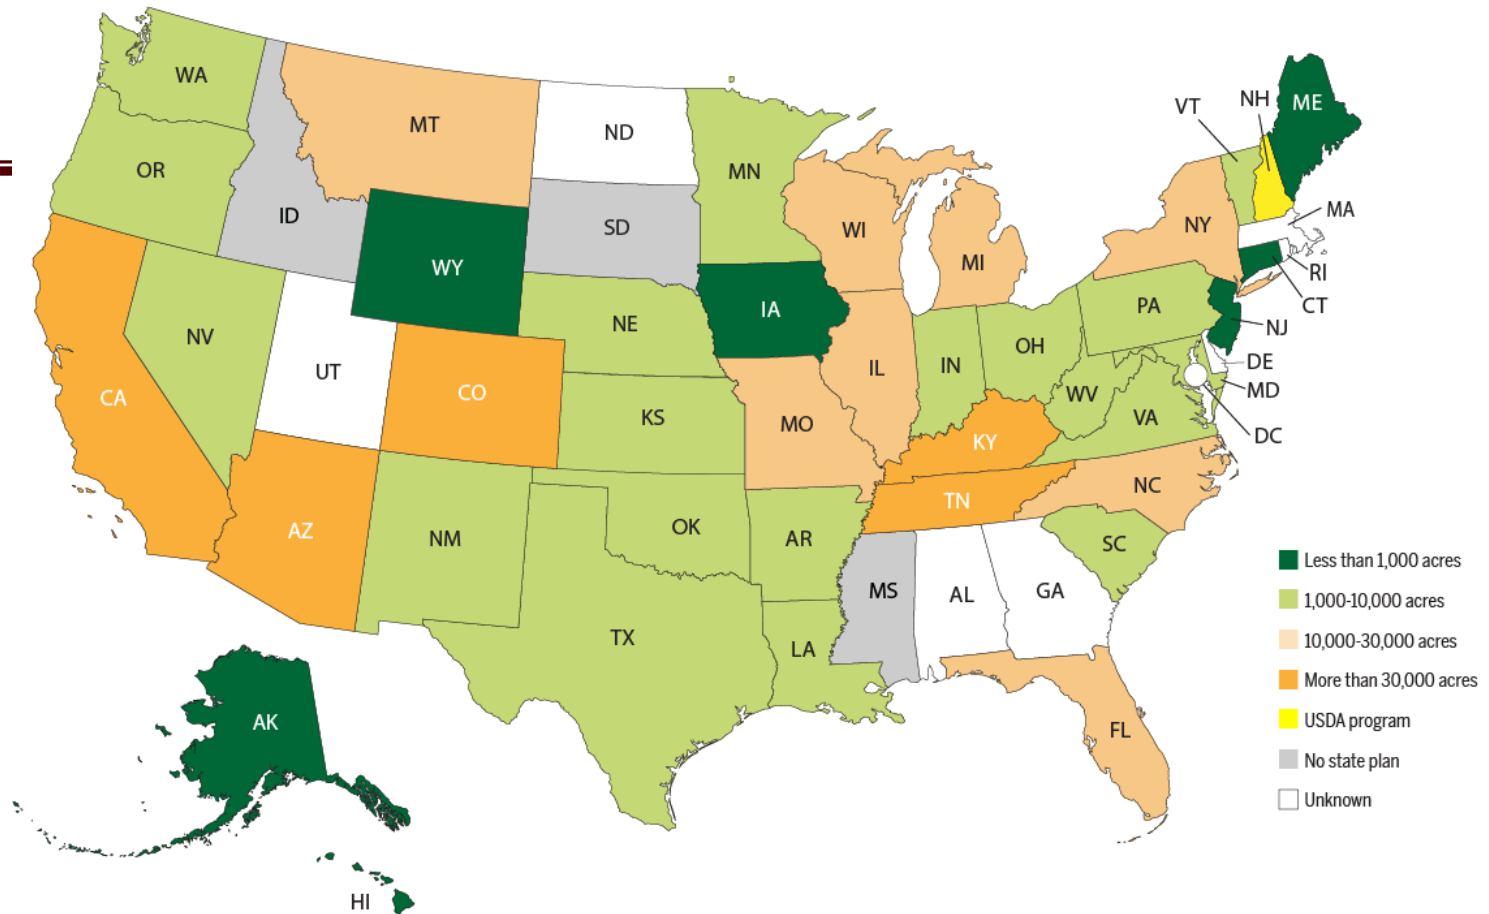 WA
MT
ND
OR
ID
SD
MN
WI
MI
VT
NH
ME
NY
MA
RI
CT
NJ
PA
WY
NE
IA
NV
UT
CO
CA
KS
MO
IL
IN
OH
WV
VA
DE
MD
DC
KY
TN
NC
AZ
NM
OK
AR
SC
MS
AL
GA
TX
LA
FL
AK
HI
Less than 1,000 acres
1,000-10,000 acres
10,000-30,000 acres
More than 30,000 acres
USDA program
No state plan
Unknown